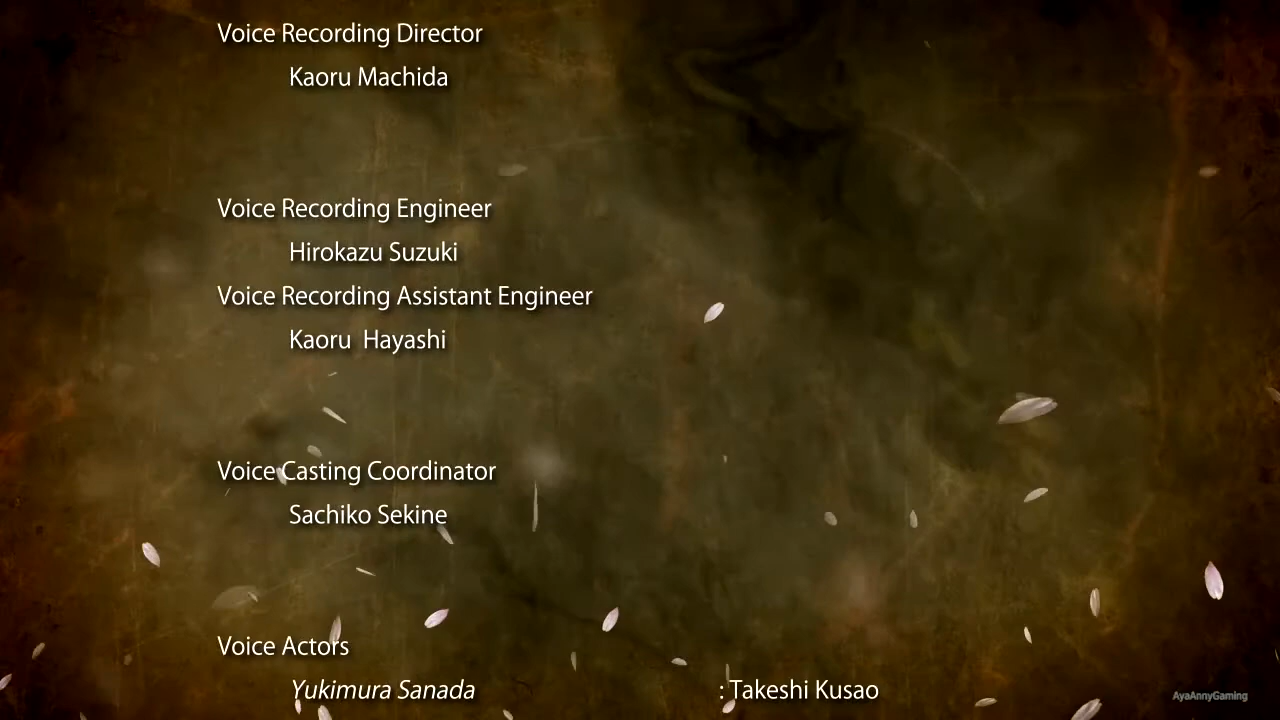 Voice Recording Director
Kaoru Machida
Voice Recording Engineer
Hirokazu Suzuki
Voice Recording Assistant Engineer
Kaoru Hayashi
Voice Casting Coordinator
Sachiko Sekine
Voice Actors
Yukimura Sanada : Takeshi Kusao
AyaAnnyGaming